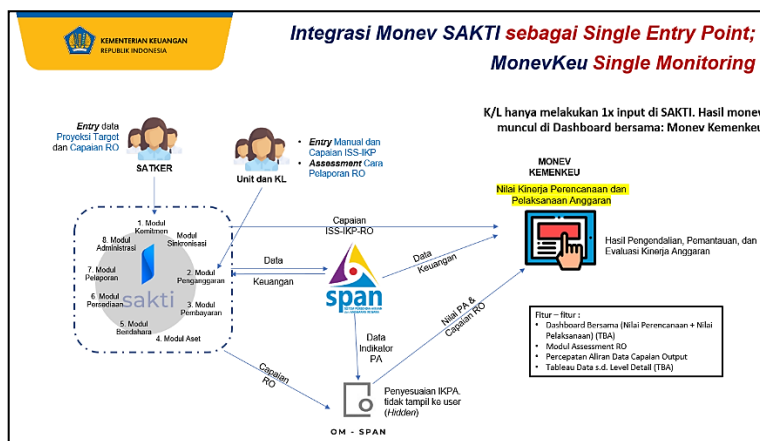 KEMENTERIAN KEUANGAN
REPUBLIK INDONESIA
Integrasi Monev SAKTI sebagai Single Entry Point;
MonevKeu Single Monitoring
K/L hanya melakukan 1x input di SAKTI. Hasil monev
muncul di Dashboard bersama: Monev Kemenkeu
Entry data
Proyeksi Target
dan Capaian RO
SATKER
• Entry Manual dan
Capaian ISS-IKP
• Assessment Cara
Pelaporan RO
Unit dan KL
MONEV
KEMENKEU
Nilai Kinerja Perencanaan dan
Pelaksanaan Anggaran
Hasil Pengendalian, Pemantauan, dan
Evaluasi Kinerja Anggaran
1. Modul
Komitmen
Modul
Sinkronisasi
8. Modul
Administrasi
7. Modul
Pelaporan
2. Modul
Penganggaran
sakti
6. Modul
Persediaan
3. Modul
Pembayaran
5. Modul
Bendahara
4. Modul Aset
Capaian
ISS-IKP-RO
Data
Keuangan
span
Data
Keuangan
Nilai PA &
Capaian RO
Data
Indikator
PA
Capaian
RO
Penyesuaian IKPA.
tidak tampil ke user
(Hidden)
OM - SPAN
Fitur – fitur :
• Dashboard Bersama (Nilai Perencanaan + Nilai
Pelaksanaan) (TBA)
• Modul Assessment RO
• Percepatan Aliran Data Capaian Output
• Tableau Data s.d. Level Detail (TBA)